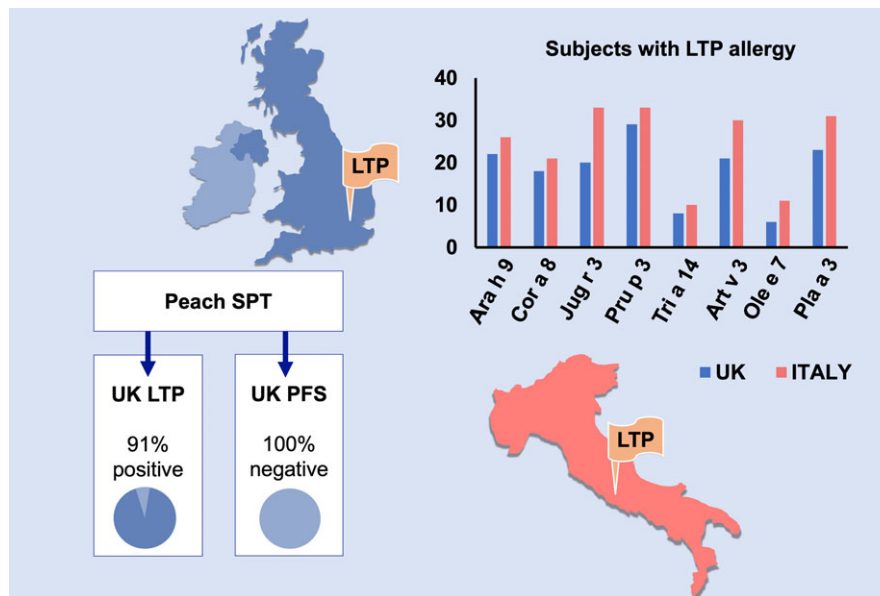 LTP
Peach SPT
UK LTP
91%
positive
UK PFS
100%
negative
Subjects with LTP allergy
40
30
20
10
0
Ara h 9
Cor a 8
Jug r 3
Pru p 3
Tri a 14
Art v 3
Ole e 7
Pla a 3
UK
ITALY
LTP